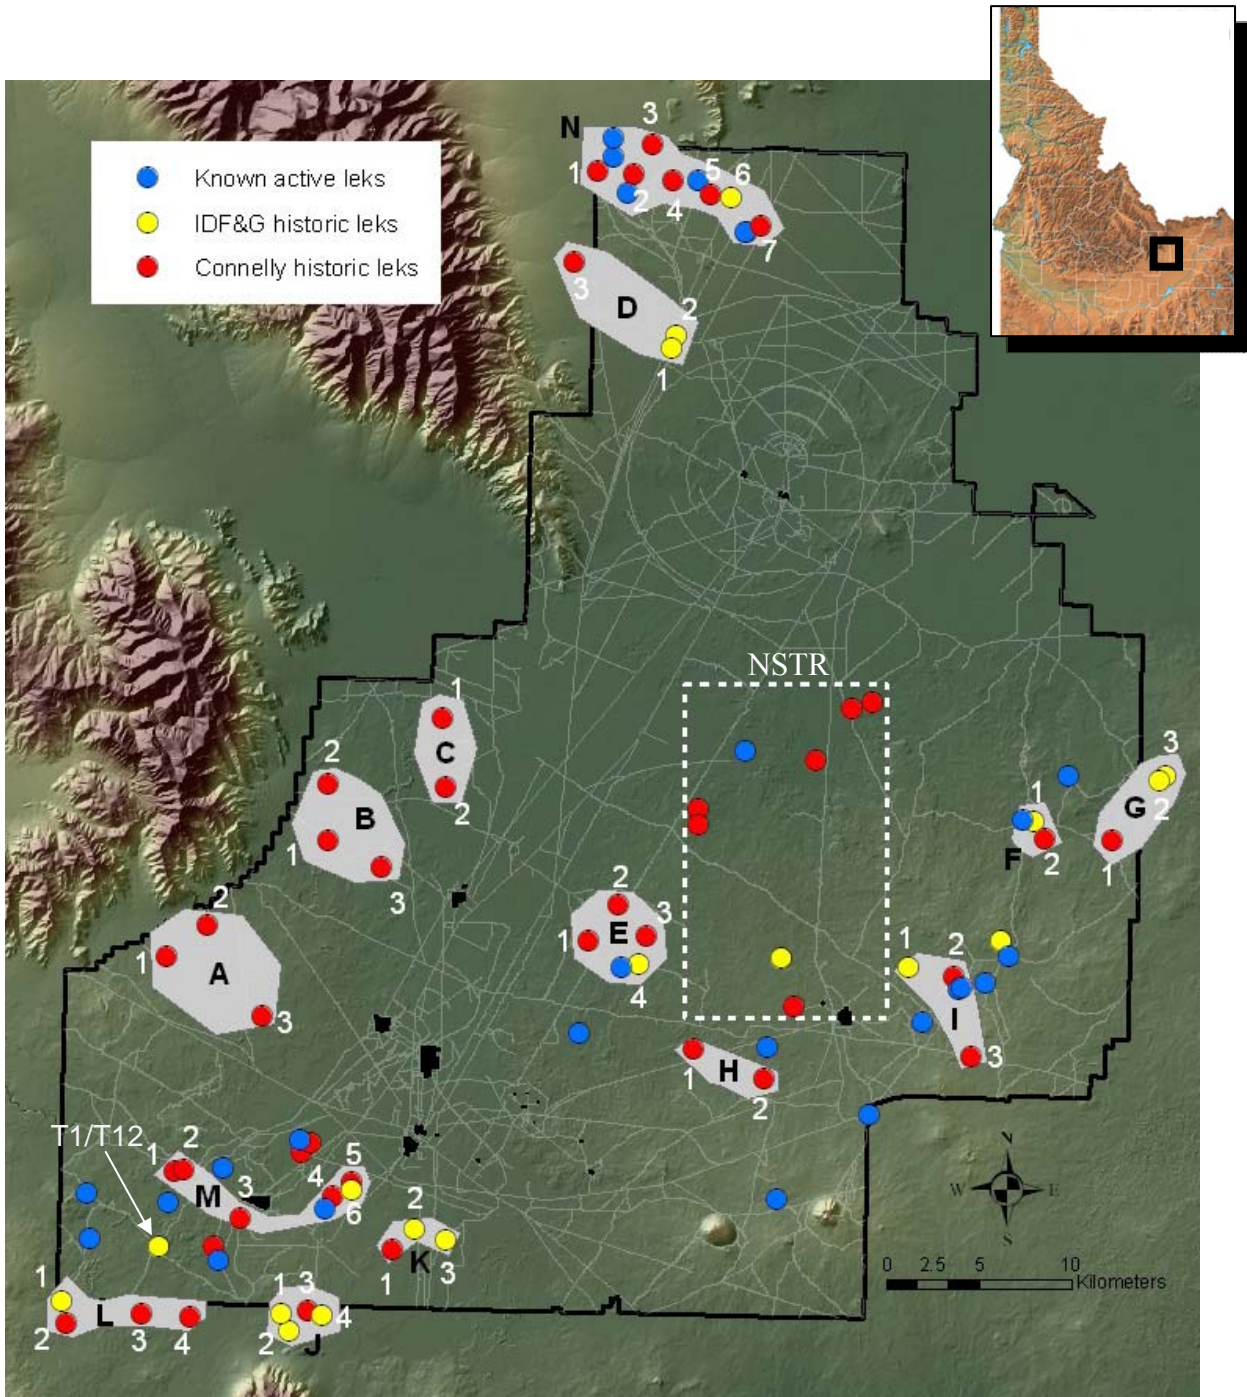 N
3
1
2
4
5
6
7
Known active leks
IDF&G historic leks
Connelly historic leks
3
D
2
1
NSTR
1
C
2
2
B
1
3
3
G
2
1
1
F
2
2
1
A
3
2
1
E
3
4
1
2
I
3
1
H
2
T1/T12
1
2
M
3
4
5
6
2
1
K
3
N
W
E
S
0
2.5
5
10
Kilometers
1
L
2
3
4
1
3
4
2
J